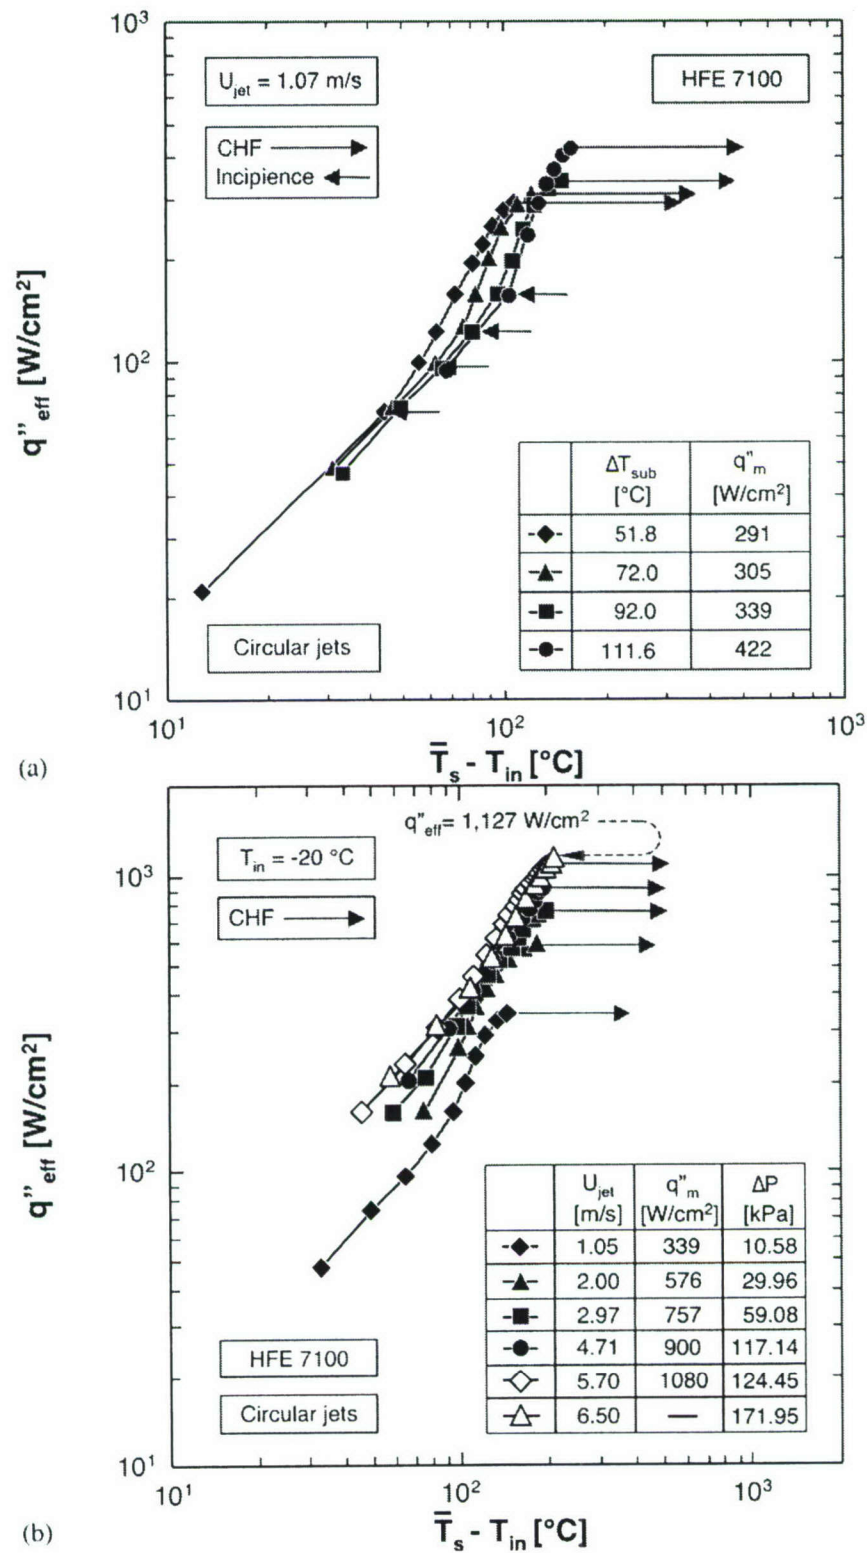 10³
U_jet = 1.07 m/s
HFE 7100
CHF
Incipience
q"_eff [W/cm²]
10²
ΔT_sub [°C] q"_m [W/cm²]
51.8 291
72.0 305
92.0 339
111.6 422
Circular jets
10¹
10¹ 10² 10³
T̅_s - T_in [°C]
(a)
q"_eff= 1,127 W/cm²
T_in = -20 °C
10³
CHF
q"_eff [W/cm²]
10²
U_jet [m/s] q"_m [W/cm²] ΔP [kPa]
1.05 339 10.58
2.00 576 29.96
2.97 757 59.08
4.71 900 117.14
5.70 1080 124.45
6.50 — 171.95
HFE 7100
Circular jets
10¹
10¹ 10² 10³
T̅_s - T_in [°C]
(b)